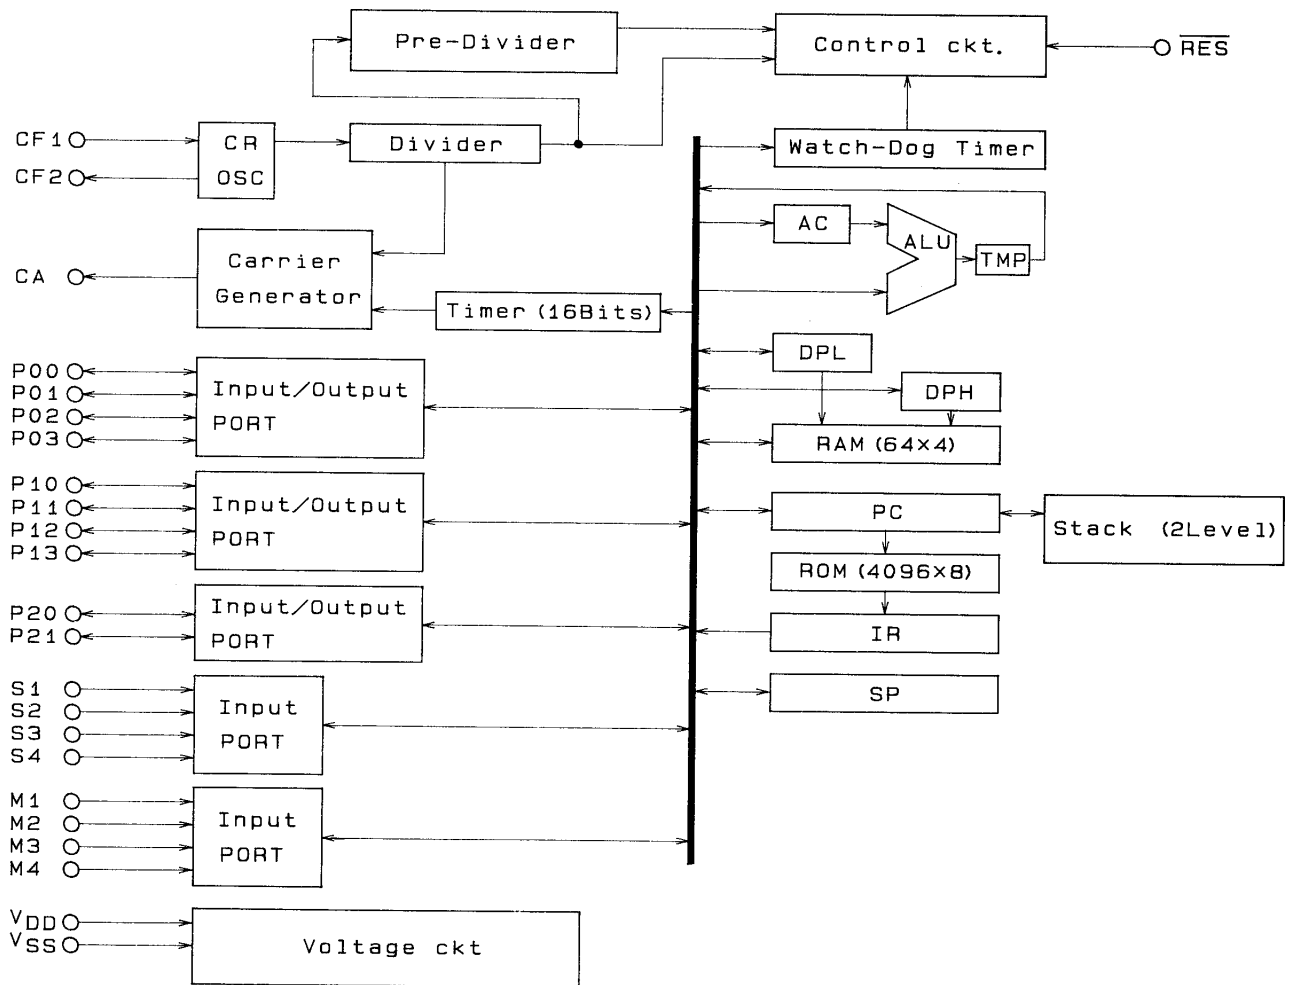 Pre-Divider
Control ckt.
RES
CF1
CR
OSC
Divider
Watch-Dog Timer
CF2
AC
ALU
TMP
CA
Carrier
Generator
Timer (16Bits)
DPL
DPH
RAM (64×4)
P00
P01
P02
P03
Input/Output
PORT
P10
P11
P12
P13
Input/Output
PORT
PC
Stack (2Level)
ROM (4096×8)
IR
P20
P21
Input/Output
PORT
SP
S1
S2
S3
S4
Input
PORT
M1
M2
M3
M4
Input
PORT
VDD
VSS
Voltage ckt